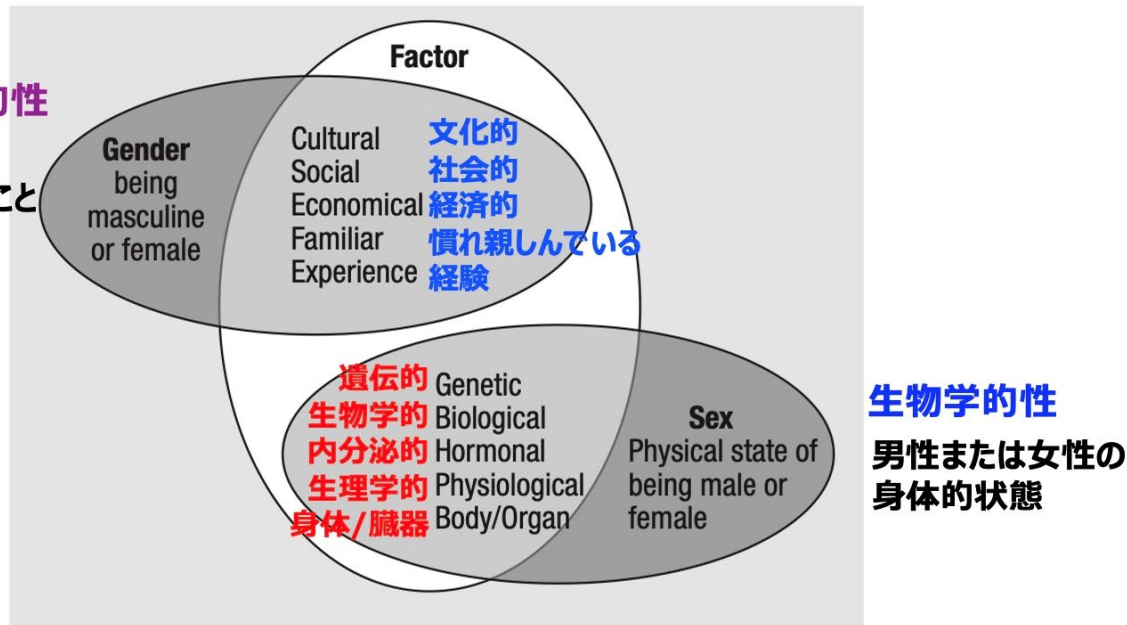 Factor
的性
こと
Gender
being
masculine
or female
Cultural 文化的
Social 社会的
Economical 経済的
Familiar 慣れ親しんでいる
Experience 経験
遺伝的 Genetic
生物学的 Biological
内分泌的 Hormonal
生理学的 Physiological
身体/臓器 Body/Organ
Sex
Physical state of
being male or
female
生物学的性
男性または女性の
身体的状態